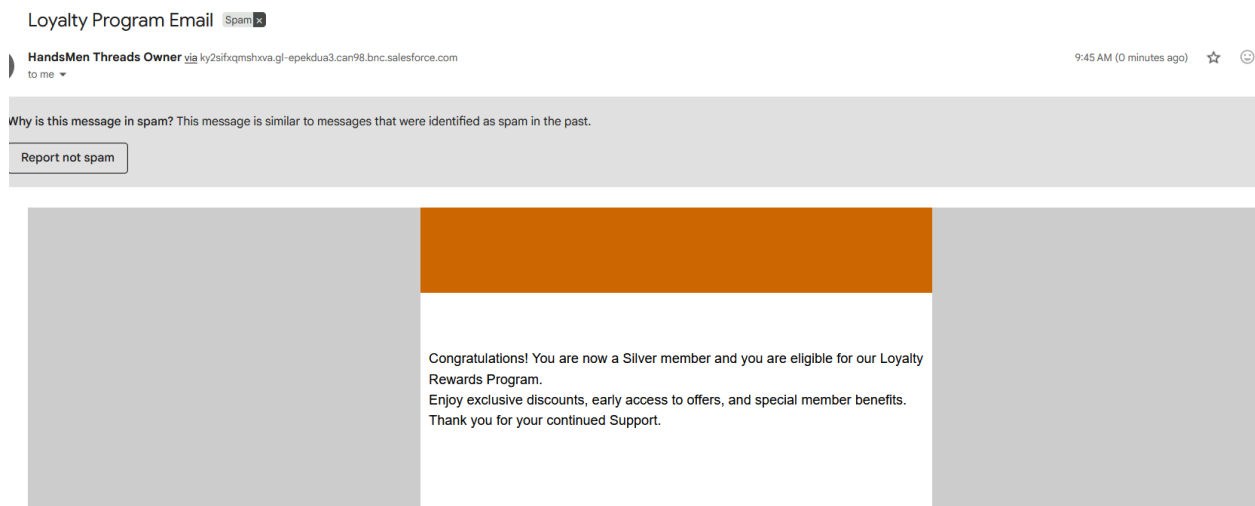 Loyalty Program Email Spam x
HandsMen Threads Owner via ky2sifxqmshxva.gl-epekdua3.can98.bnc.salesforce.com 9:45 AM (0 minutes ago)
to me
Why is this message in spam? This message is similar to messages that were identified as spam in the past.
Report not spam
Congratulations! You are now a Silver member and you are eligible for our Loyalty
Rewards Program.
Enjoy exclusive discounts, early access to offers, and special member benefits.
Thank you for your continued Support.